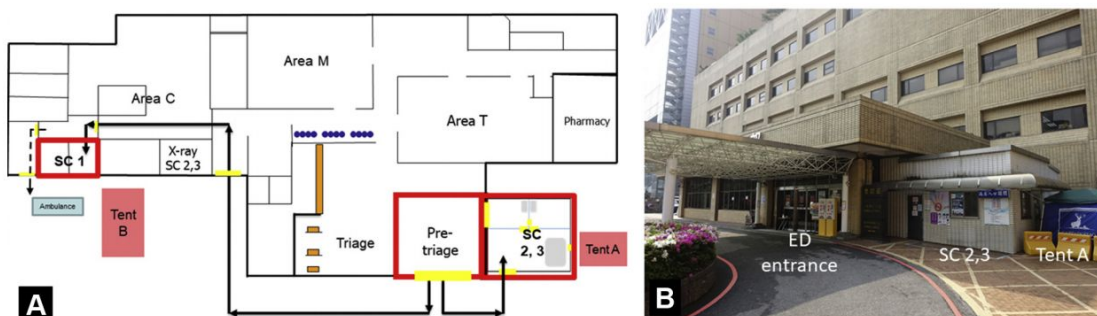 Area M
Area C
Area T
Pharmacy
SC 1
X-ray
SC 2,3
Ambulance
Tent
B
Triage
Pre-
triage
SC
2, 3
Tent A
A
ED
entrance
SC 2,3
Tent A
B